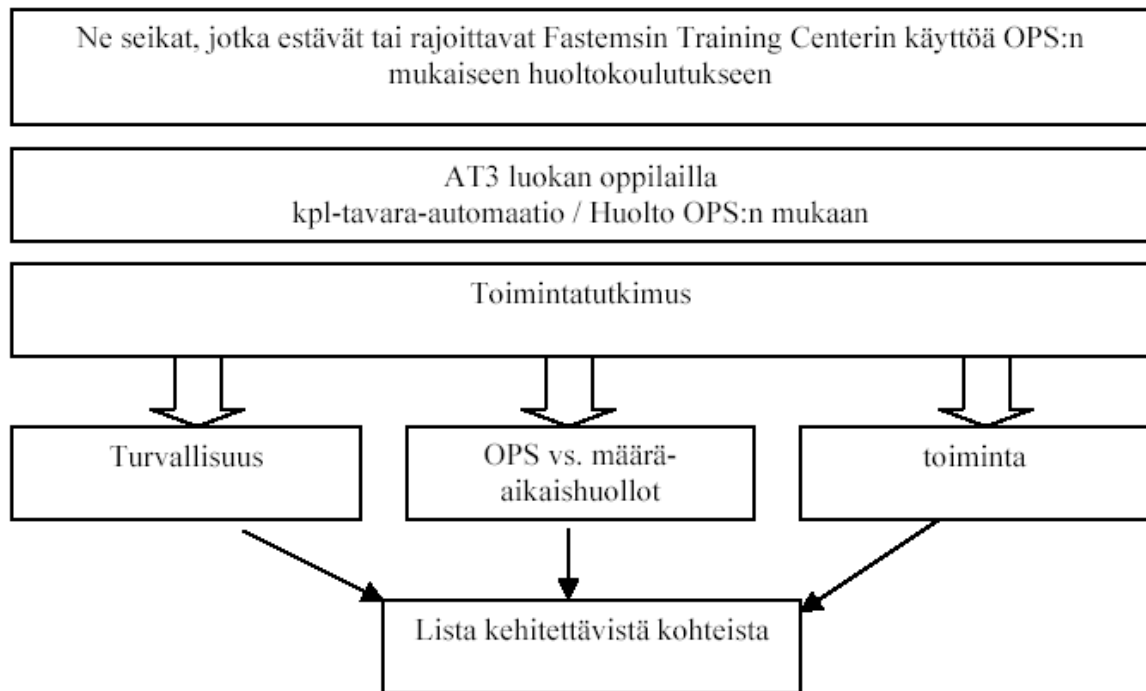 Ne seikat, jotka estävät tai rajoittavat Fastemsin Training Centerin käyttöä OPS:n
mukaiseen huoltokoulutukseen
AT3 luokan oppilailla
kpl-tavara-automaatio / Huolto OPS:n mukaan
Toimintatutkimus
Turvallisuus
OPS vs. määrä-
aikaishuollot
toiminta
Lista kehitettävistä kohteista